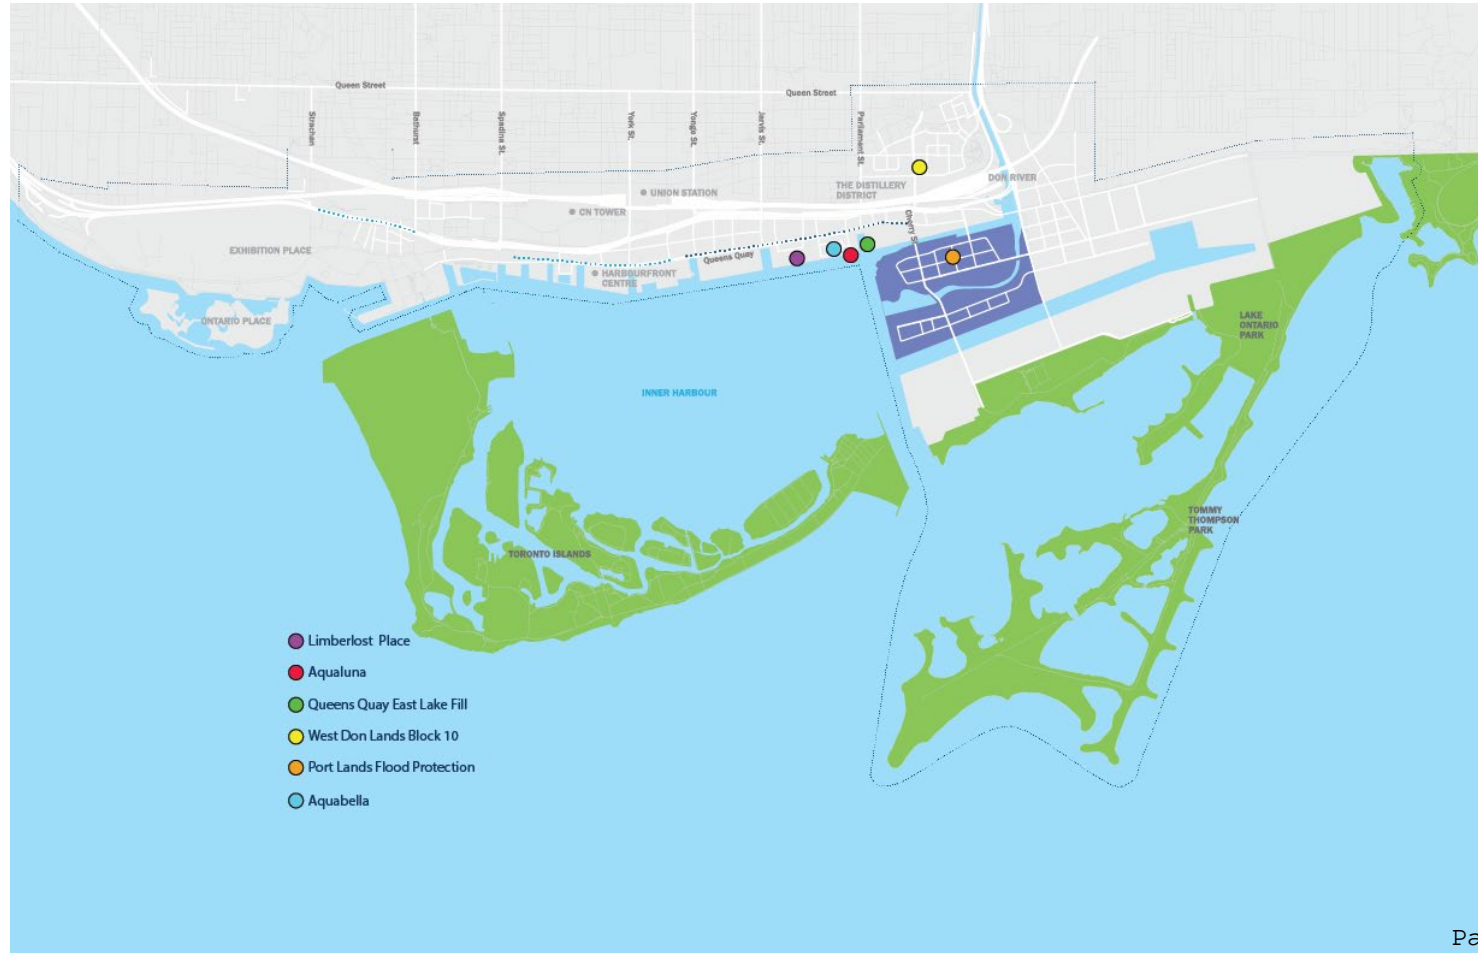 Queen Street
Queen Street
Strachan
Bathurst
Spadina St.
York St.
Yonge St.
Jarvis St.
Parliament St.
THE DISTILLERY
DISTRICT
DON RIVER
UNION STATION
CN TOWER
Cherry St.
EXHIBITION PLACE
Queens Quay
HARBOURFRONT
CENTRE
ONTARIO PLACE
LAKE
ONTARIO
PARK
INNER HARBOUR
TOMMY
THOMPSON
PARK
TORONTO ISLANDS
Limberlost Place
Aqualuna
Queens Quay East Lake Fill
West Don Lands Block 10
Port Lands Flood Protection
Aquabella
Pa